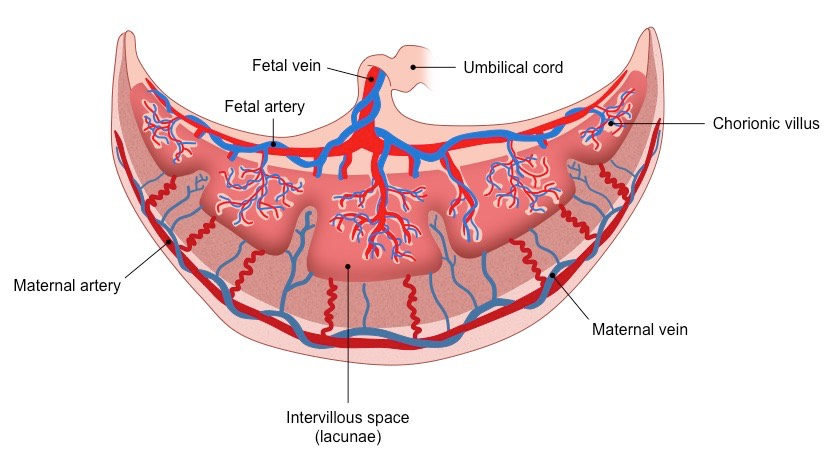 Fetal vein
Umbilical cord
Fetal artery
Chorionic villus
Maternal artery
Maternal vein
Intervillous space
(lacunae)